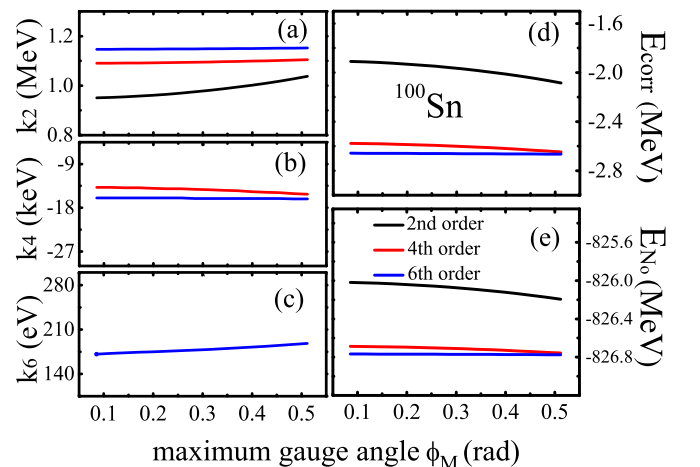 k2 (MeV)
1.2
1.0
0.8
(a)
k4 (keV)
-9
-18
-27
(b)
k6 (eV)
280
210
140
(c)
0.1 0.2 0.3 0.4 0.5
(d)
100Sn
-1.6
-2.0
-2.4
-2.8
Ecorr (MeV)
2nd order
4th order
6th order
(e)
-825.6
-826.0
-826.4
-826.8
EN0 (MeV)
0.1 0.2 0.3 0.4 0.5
maximum gauge angle ϕM (rad)